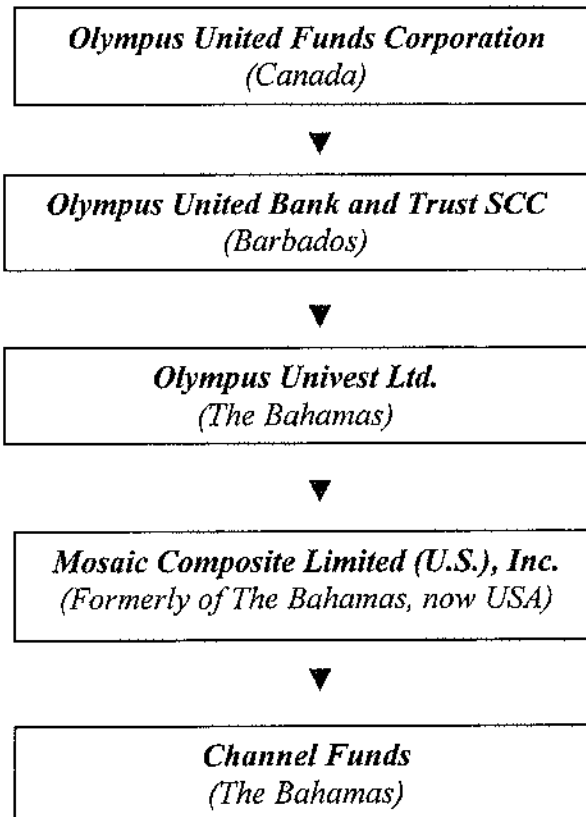 Olympus United Funds Corporation
(Canada)
Olympus United Bank and Trust SCC
(Barbados)
Olympus Univest Ltd.
(The Bahamas)
Mosaic Composite Limited (U.S.), Inc.
(Formerly of The Bahamas, now USA)
Channel Funds
(The Bahamas)